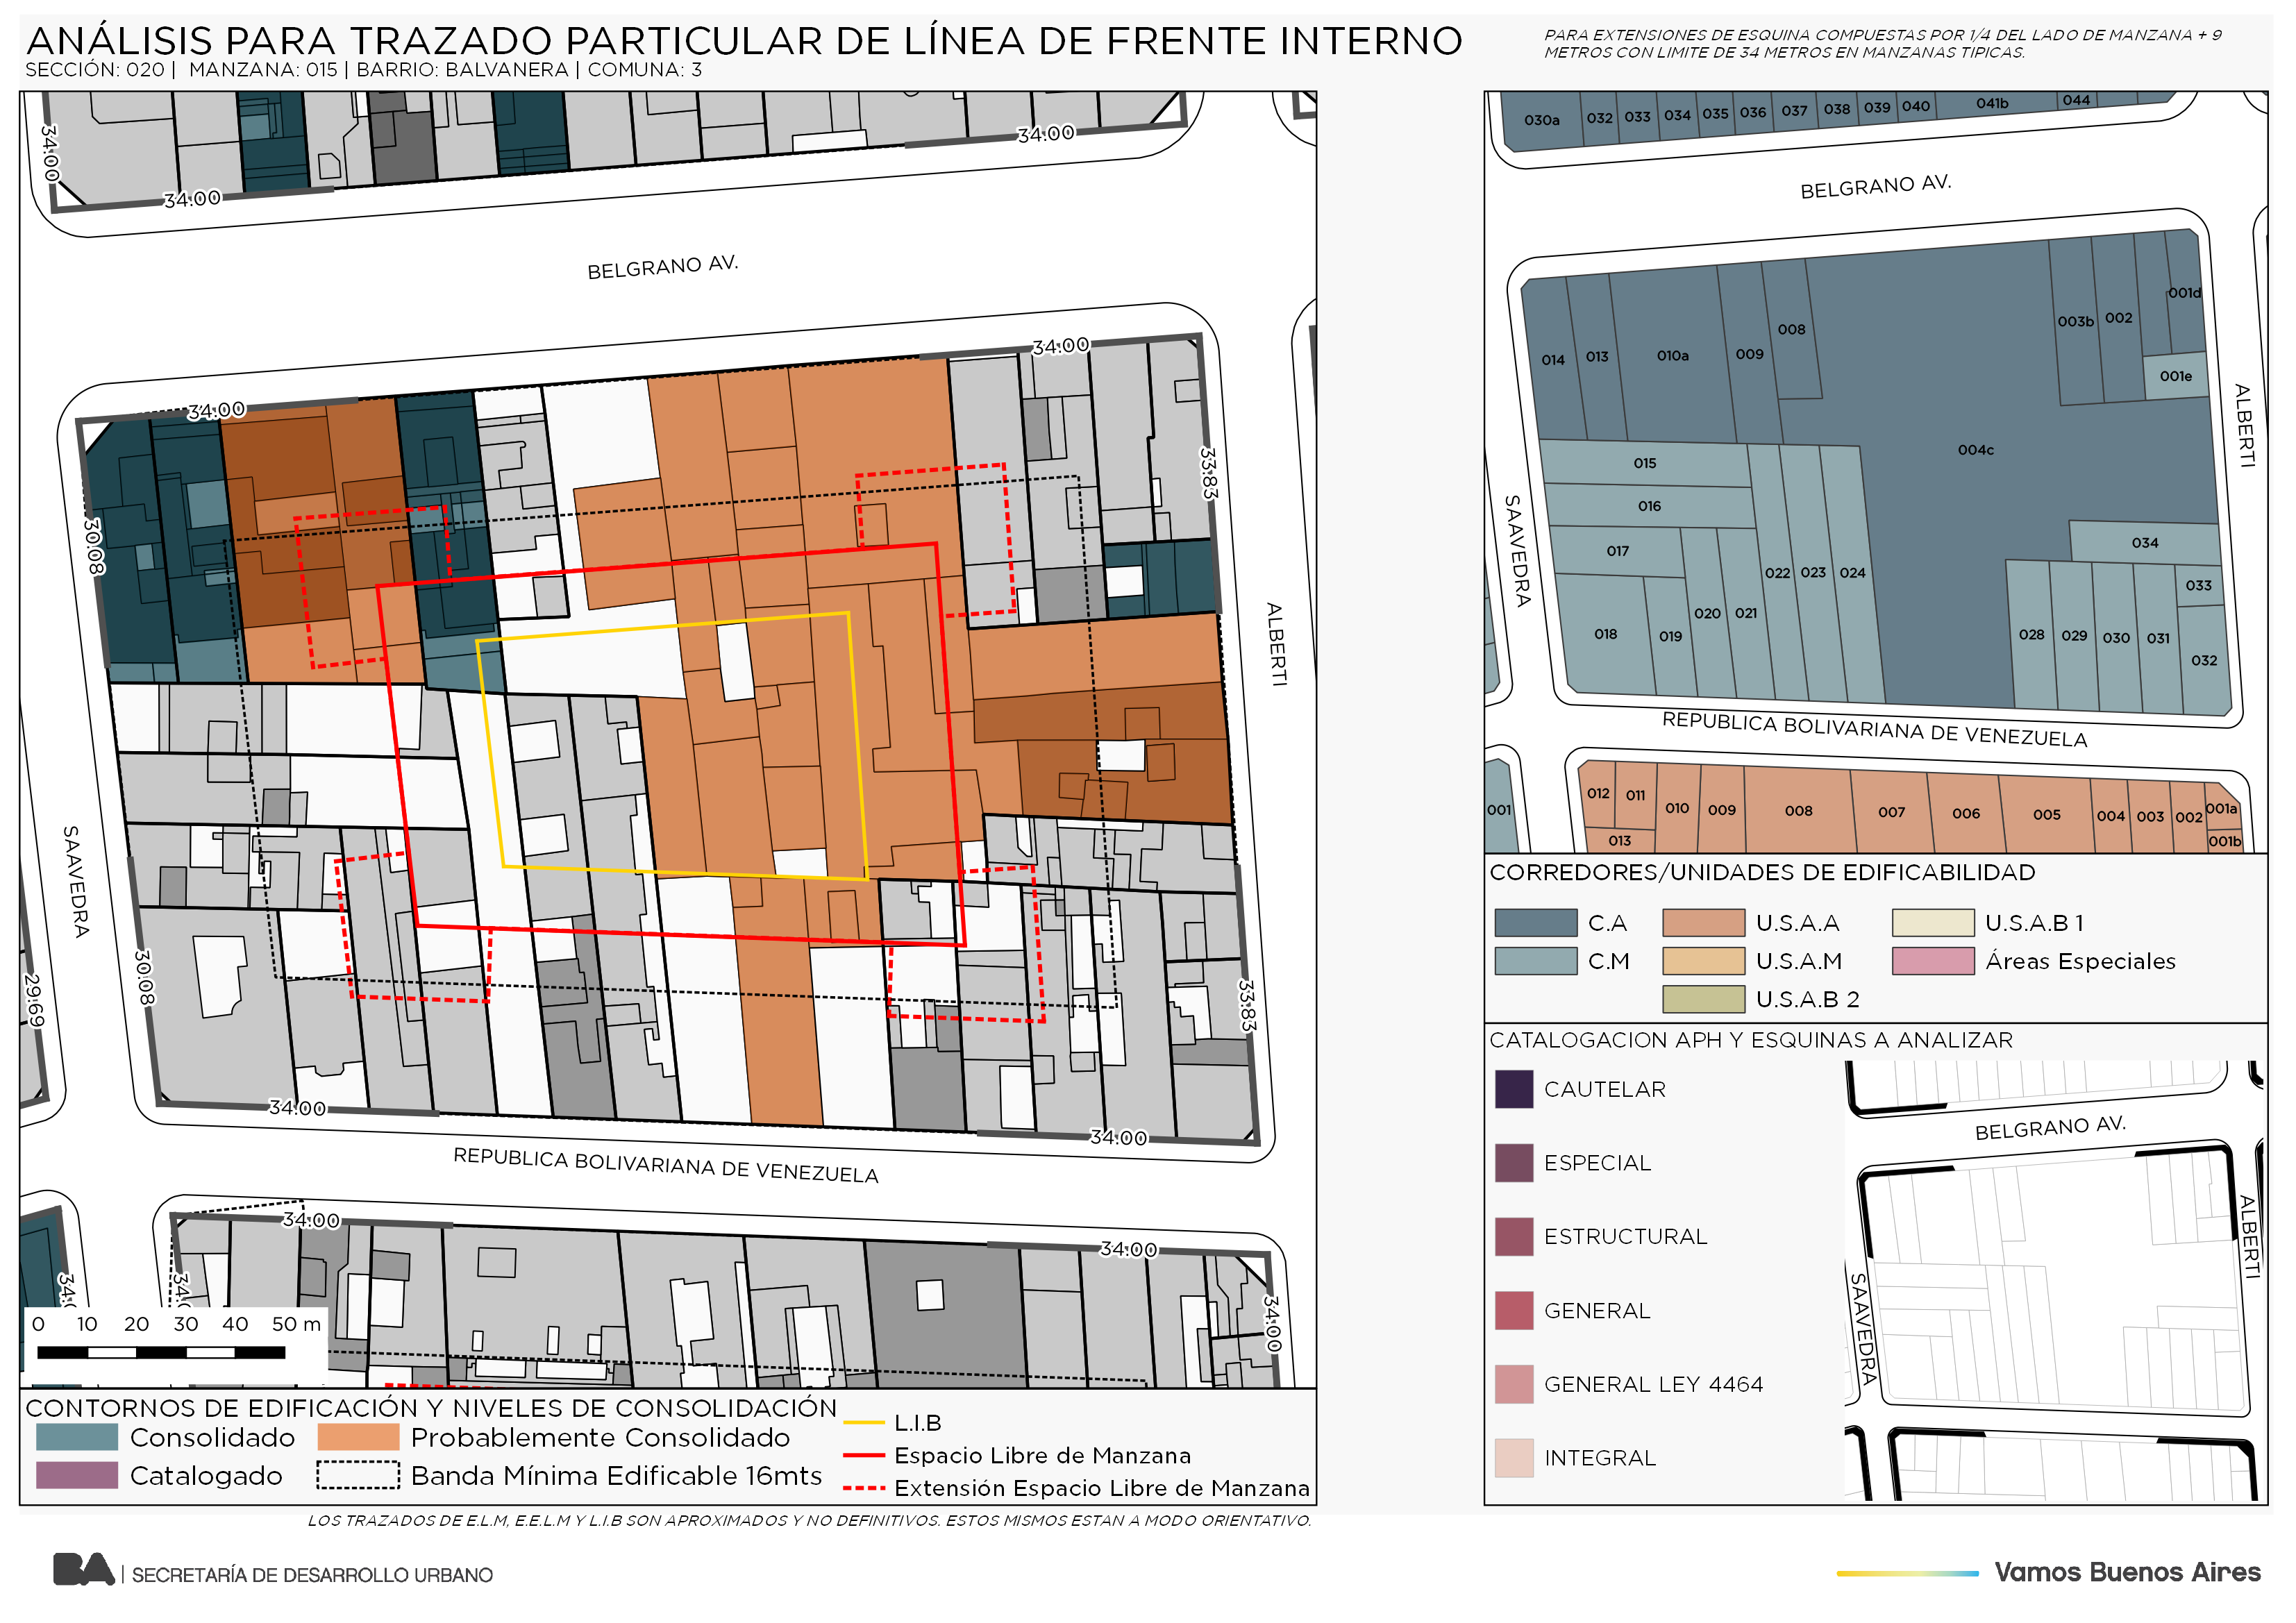 ANÁLISIS PARA TRAZADO PARTICULAR DE LÍNEA DE FRENTE INTERNO
SECCIÓN: 020 | MANZANA: 015 | BARRIO: BALVANERA | COMUNA: 3
PARA EXTENSIONES DE ESQUINA COMPUESTAS POR 1/4 DEL LADO DE MANZANA + 9
METROS CON LIMITE DE 34 METROS EN MANZANAS TIPICAS.
34.00
34.00
34.00
BELGRANO AV.
34.00
34.00
30.08
33.83
SAAVEDRA
ALBERTI
30.08
33.83
29.69
34.00
34.00
REPUBLICA BOLIVARIANA DE VENEZUELA
34.00
34.00
34.00
0 10 20 30 40 50 m
CONTORNOS DE EDIFICACIÓN Y NIVELES DE CONSOLIDACIÓN
Consolidado
Probablemente Consolidado
Catalogado
Banda Mínima Edificable 16mts
L.I.B
Espacio Libre de Manzana
Extensión Espacio Libre de Manzana
LOS TRAZADOS DE E.L.M, E.E.L.M Y L.I.B SON APROXIMADOS Y NO DEFINITIVOS. ESTOS MISMOS ESTAN A MODO ORIENTATIVO.
030a 032 033 034 035 036 037 038 039 040 041b 044
BELGRANO AV.
014 013 010a 009 008 003b 002 001d
001e
004c
ALBERTI
SAAVEDRA
015
016
017
018 019 020 021 022 023 024
034
033
028 029 030 031 032
REPUBLICA BOLIVARIANA DE VENEZUELA
001
012 011 010 009 008 007 006 005 004 003 002 001a
013 001b
CORREDORES/UNIDADES DE EDIFICABILIDAD
C.A
U.S.A.A
U.S.A.B 1
C.M
U.S.A.M
Áreas Especiales
U.S.A.B 2
CATALOGACION APH Y ESQUINAS A ANALIZAR
CAUTELAR
ESPECIAL
ESTRUCTURAL
GENERAL
GENERAL LEY 4464
INTEGRAL
BELGRANO AV.
ALBERTI
SAAVEDRA
BA | SECRETARÍA DE DESARROLLO URBANO
Vamos Buenos Aires